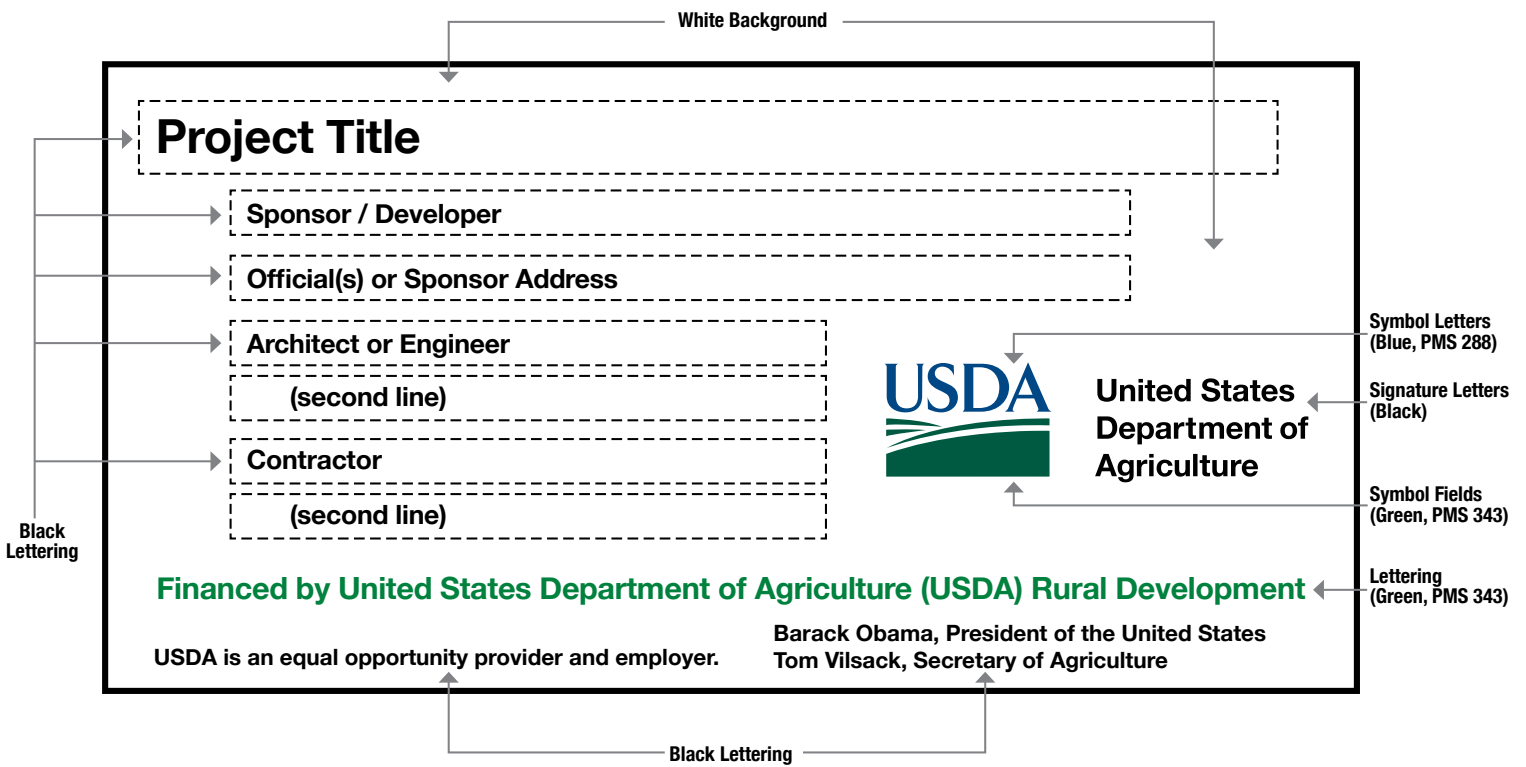 White Background
Project Title
Sponsor / Developer
Official(s) or Sponsor Address
Architect or Engineer
(second line)
Contractor
(second line)
Black
Lettering
USDA
United States
Department of
Agriculture
Symbol Letters
(Blue, PMS 288)
Signature Letters
(Black)
Symbol Fields
(Green, PMS 343)
Financed by United States Department of Agriculture (USDA) Rural Development
Lettering
(Green, PMS 343)
USDA is an equal opportunity provider and employer.
Barack Obama, President of the United States
Tom Vilsack, Secretary of Agriculture
Black Lettering